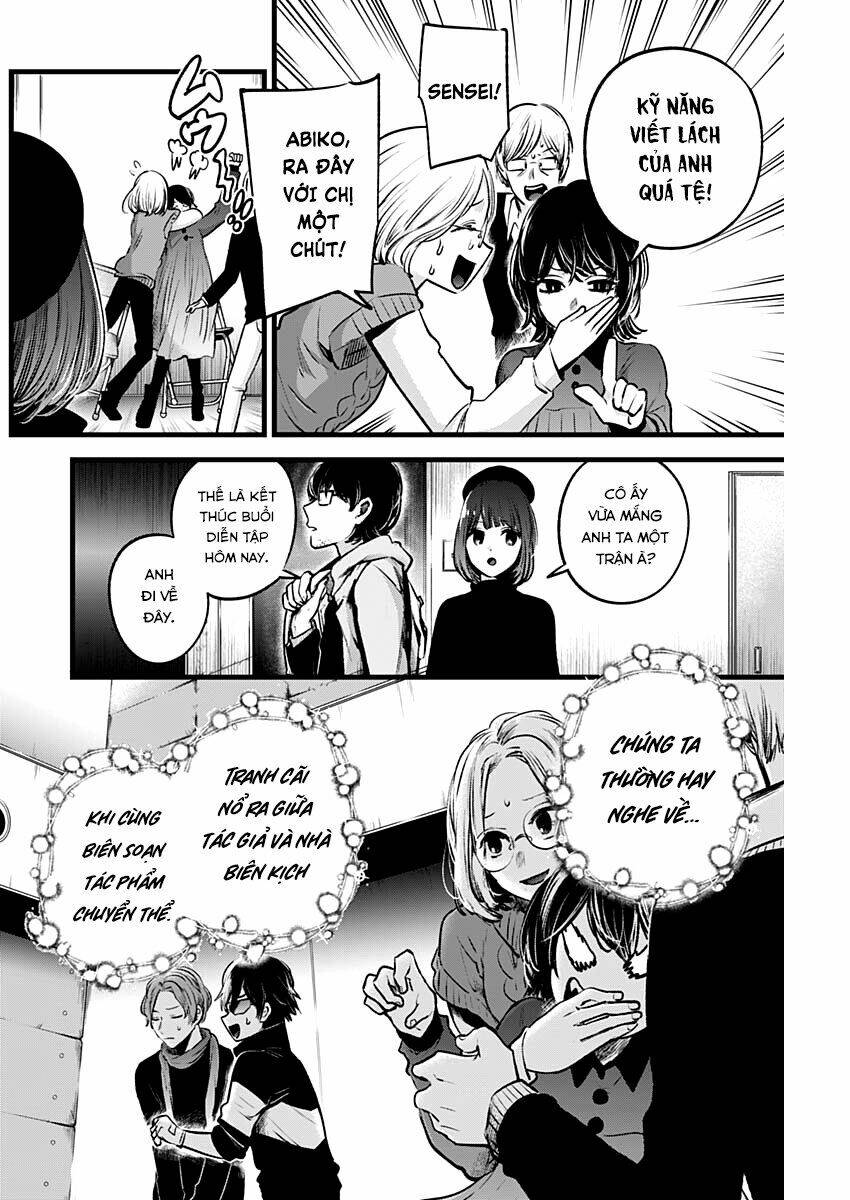 KỸ NĂNG
VIẾT LÁCH
CỦA ANH
QUÁ TỆ!
SENSEI!
ABIKO,
RA ĐÂY
VỚI CHỊ
MỘT
CHÚT!
CÔ ẤY
VỪA MẮNG
ANH TA MỘT
TRẬN À?
THẾ LÀ KẾT
THÚC BUỔI
DIỄN TẬP
HÔM NAY.
ANH
ĐI VỀ
ĐÂY.
CHÚNG TA
THƯỜNG HAY
NGHE VỀ...
TRANH CÃI
NỔ RA GIỮA
TÁC GIẢ VÀ NHÀ
BIÊN KỊCH
KHI CÙNG
BIÊN SOẠN
TÁC PHẨM
CHUYỂN THỂ.